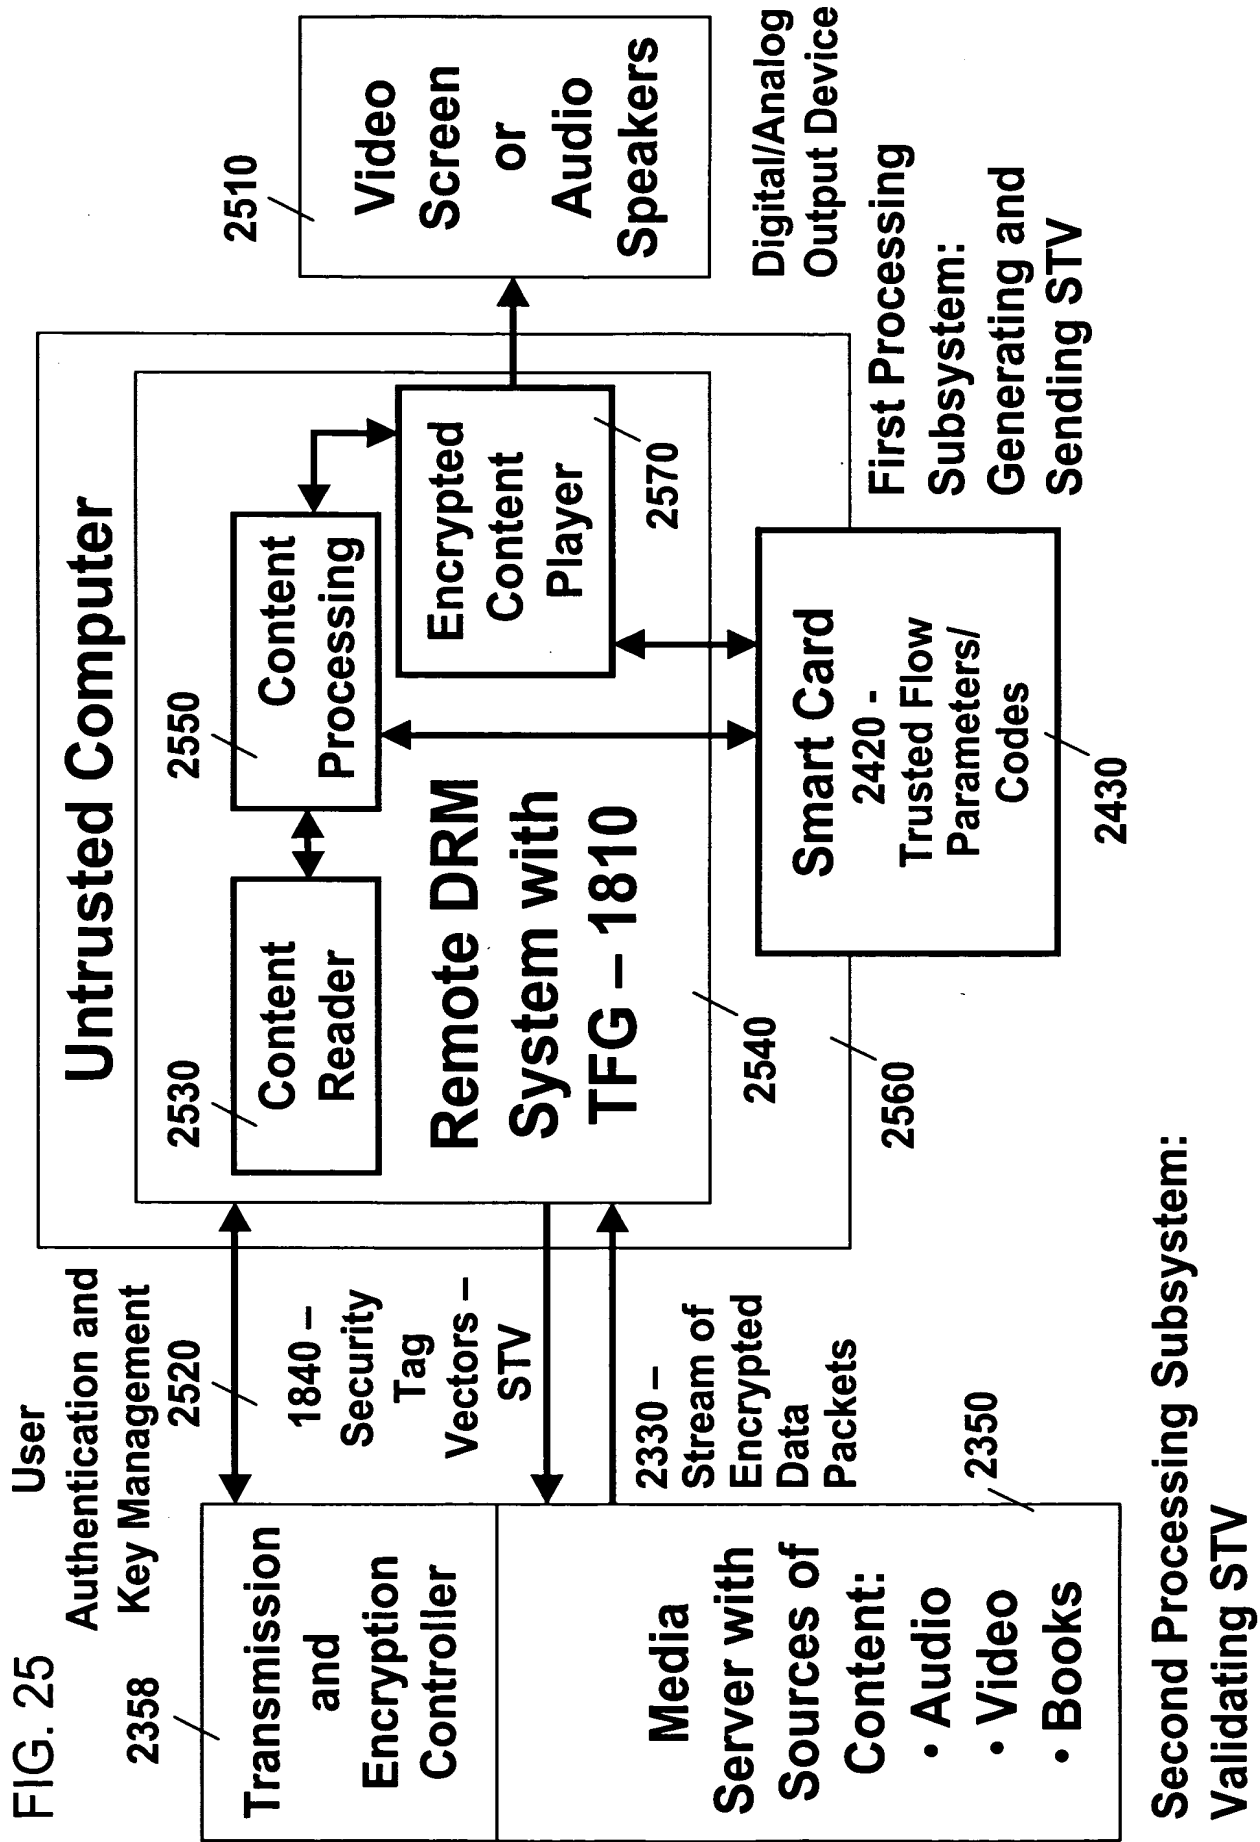 FIG. 25
User
Authentication and
Key Management
2358
2520
Transmission
and
Encryption
Controller
Media
Server with
Sources of
Content:
• Audio
• Video
• Books
2350
1840 –
Security
Tag
Vectors –
STV
2330 –
Stream of
Encrypted
Data
Packets
Second Processing Subsystem:
Validating STV
Untrusted Computer
2530
Content
Reader
2550
Content
Processing
Encrypted
Content
Player
2570
Remote DRM
System with
TFG – 1810
2540
2560
Smart Card
2420 -
Trusted Flow
Parameters/
Codes
2430
2510
Video
Screen
or
Audio
Speakers
Digital/Analog
Output Device
First Processing
Subsystem:
Generating and
Sending STV